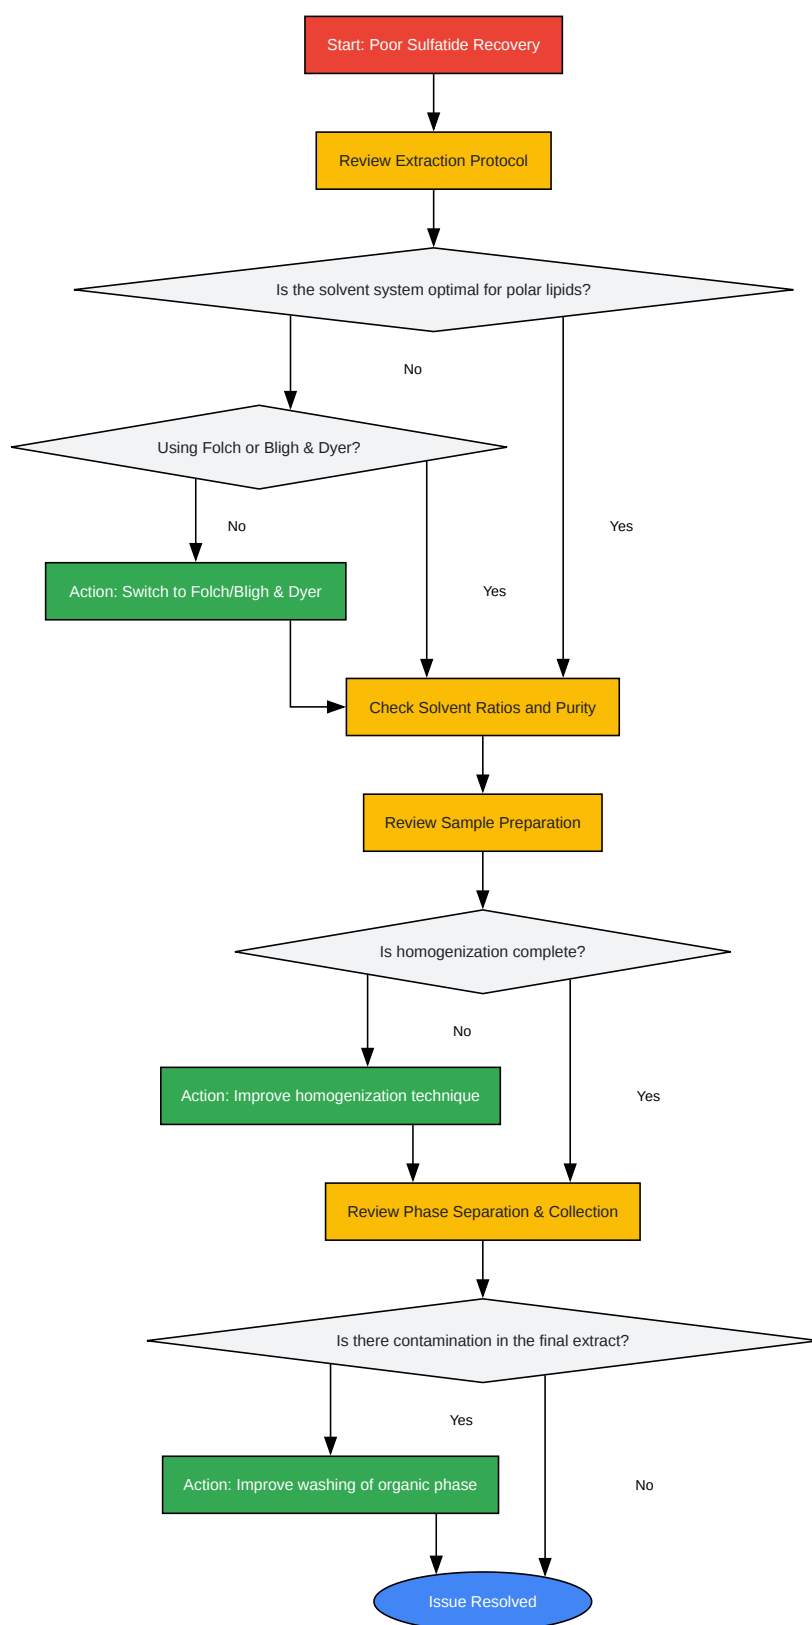 Start: Poor Sulfatide Recovery
Review Extraction Protocol
Is the solvent system optimal for polar lipids?
No
Using Folch or Bligh & Dyer?
No
Yes
Action: Switch to Folch/Bligh & Dyer
Yes
Check Solvent Ratios and Purity
Review Sample Preparation
Is homogenization complete?
No
Action: Improve homogenization technique
Yes
Review Phase Separation & Collection
Is there contamination in the final extract?
Yes
Action: Improve washing of organic phase
No
Issue Resolved